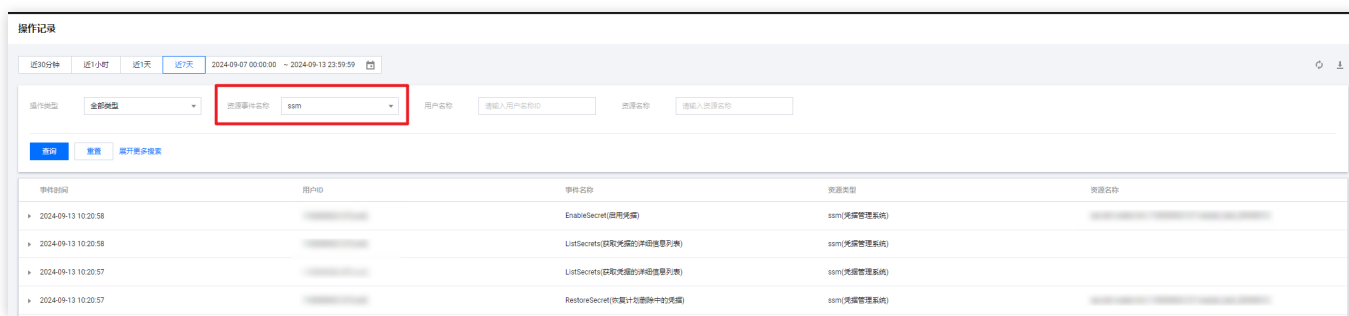 操作记录
近30分钟 近1小时 近1天 近7天 2024-09-07 00:00:00 ~ 2024-09-13 23:59:59
操作类型 全部类型 资源事件名称 ssm 用户名称 请输入用户名称ID 资源名称 请输入资源名称
查询 重置 展开更多搜索
事件时间 用户ID 事件名称 资源类型 资源名称
2024-09-13 10:20:58 EnableSecret(启用凭据) ssm(凭据管理系统)
2024-09-13 10:20:58 ListSecrets(获取凭据的详细信息列表) ssm(凭据管理系统)
2024-09-13 10:20:57 ListSecrets(获取凭据的详细信息列表) ssm(凭据管理系统)
2024-09-13 10:20:57 RestoreSecret(恢复计划删除中的凭据) ssm(凭据管理系统)